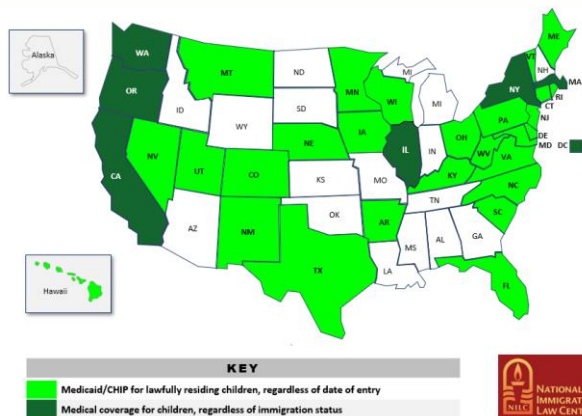 Alaska
WA
OR
CA
NV
ID
MT
WY
UT
AZ
CO
NM
ND
SD
NE
KS
OK
TX
MN
IA
MO
AR
LA
WI
IL
MI
MI
IN
OH
KY
TN
MS
AL
GA
FL
SC
NC
VA
WV
PA
NY
VT
NH
ME
MA
RI
CT
NJ
DE
MD DC
Hawaii
KEY
Medicaid/CHIP for lawfully residing children, regardless of date of entry
Medical coverage for children, regardless of immigration status
NILC
NATIONAL
IMMIGRA
LAW CENT